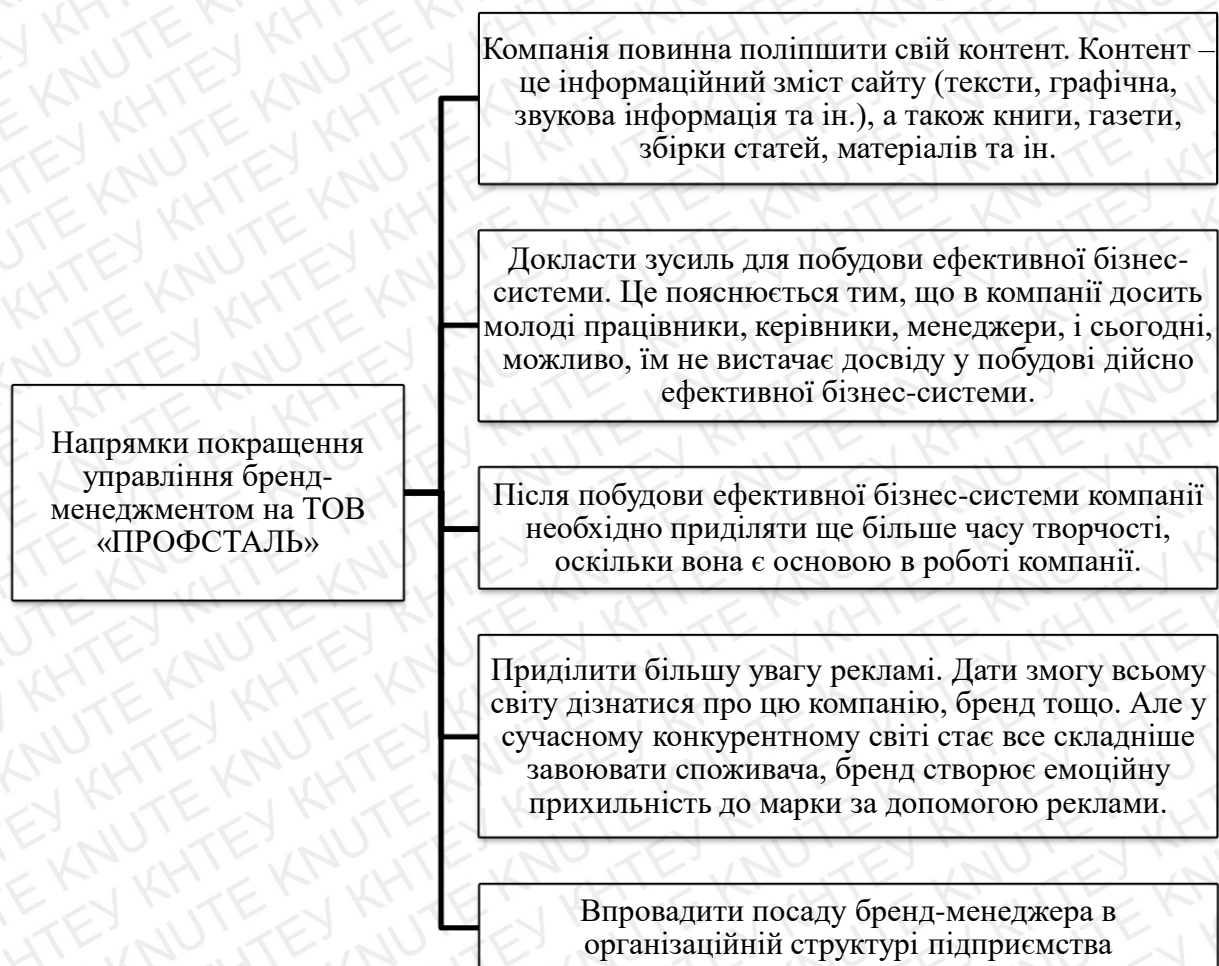 Компанія повинна поліпшити свій контент. Контент –
це інформаційний зміст сайту (тексти, графічна,
звукова інформація та ін.), а також книги, газети,
збірки статей, матеріалів та ін.
Докласти зусиль для побудови ефективної бізнес-
системи. Це пояснюється тим, що в компанії досить
молоді працівники, керівники, менеджери, і сьогодні,
можливо, їм не вистачає досвіду у побудові дійсно
ефективної бізнес-системи.
Напрямки покращення
управління бренд-
менеджментом на ТОВ
«ПРОФСТАЛЬ»
Після побудови ефективної бізнес-системи компанії
необхідно приділяти ще більше часу творчості,
оскільки вона є основою в роботі компанії.
Приділити більшу увагу рекламі. Дати змогу всьому
світу дізнатися про цю компанію, бренд тощо. Але у
сучасному конкурентному світі стає все складніше
завоювати споживача, бренд створює емоційну
прихильність до марки за допомогою реклами.
Впровадити посаду бренд-менеджера в
організаційній структурі підприємства